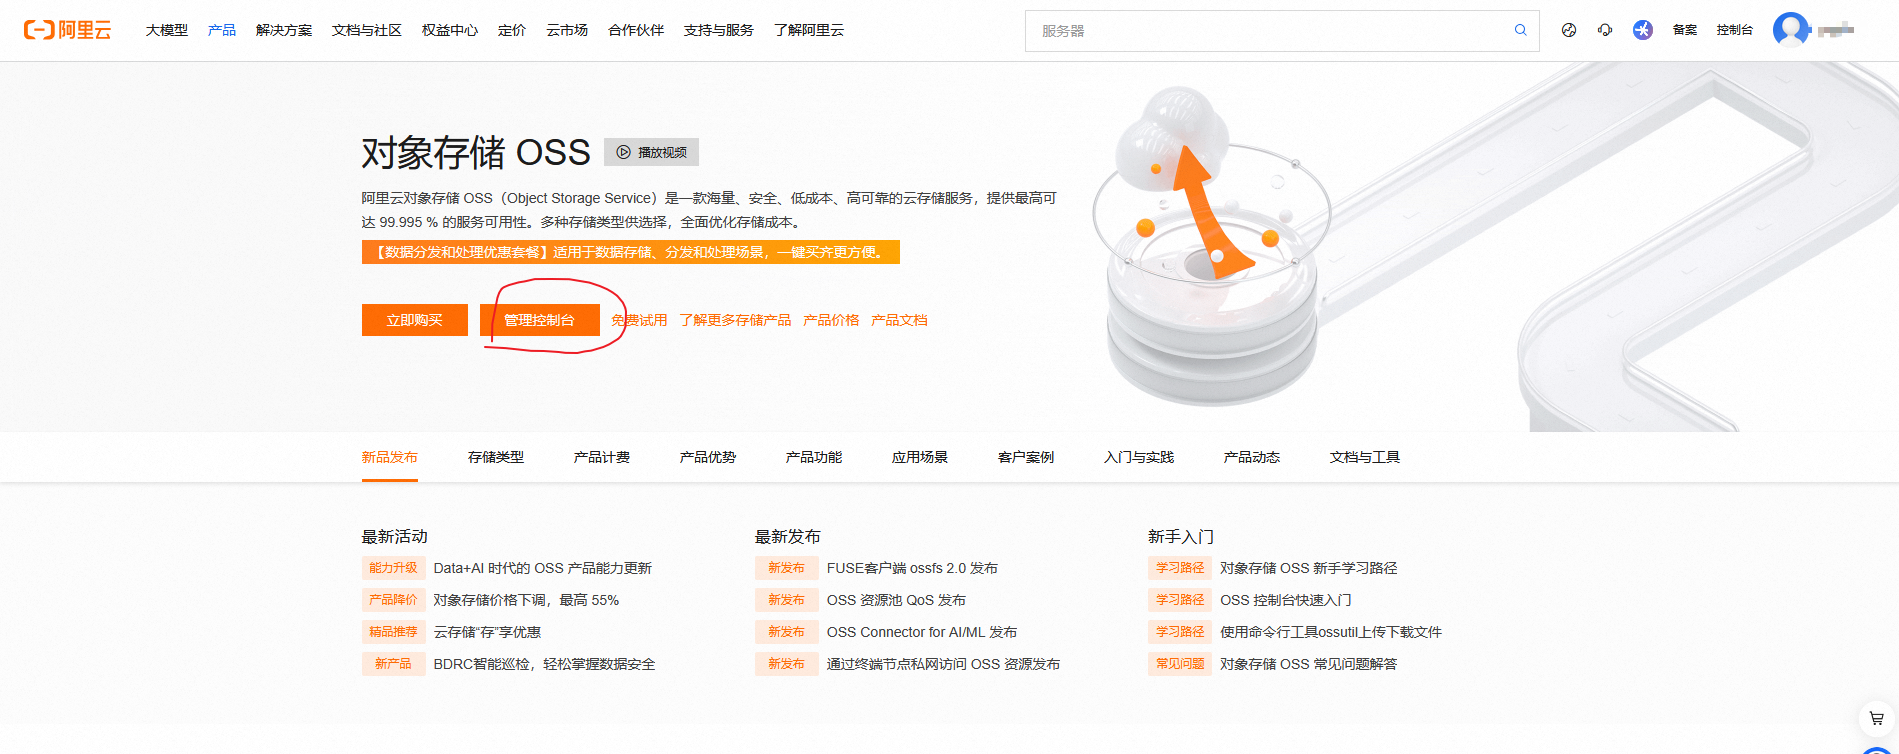 阿里云 大模型 产品 解决方案 文档与社区 权益中心 定价 云市场 合作伙伴 支持与服务 了解阿里云 服务器 备案 控制台
对象存储 OSS 播放视频
阿里云对象存储 OSS（Object Storage Service）是一款海量、安全、低成本、高可靠的云存储服务，提供最高可
达 99.995 % 的服务可用性。多种存储类型供选择，全面优化存储成本。
【数据分发和处理优惠套餐】适用于数据存储、分发和处理场景，一键买齐更方便。
立即购买 管理控制台 免费试用 了解更多存储产品 产品价格 产品文档
新品发布 存储类型 产品计费 产品优势 产品功能 应用场景 客户案例 入门与实践 产品动态 文档与工具
最新活动
能力升级 Data+AI 时代的 OSS 产品能力更新
产品降价 对象存储价格下调，最高 55%
精品推荐 云存储“存”享优惠
新产品 BDRC智能巡检，轻松掌握数据安全
最新发布
新发布 FUSE客户端 ossfs 2.0 发布
新发布 OSS 资源池 QoS 发布
新发布 OSS Connector for AI/ML 发布
新发布 通过终端节点私网访问 OSS 资源发布
新手入门
学习路径 对象存储 OSS 新手学习路径
学习路径 OSS 控制台快速入门
学习路径 使用命令行工具ossutil上传下载文件
常见问题 对象存储 OSS 常见问题解答